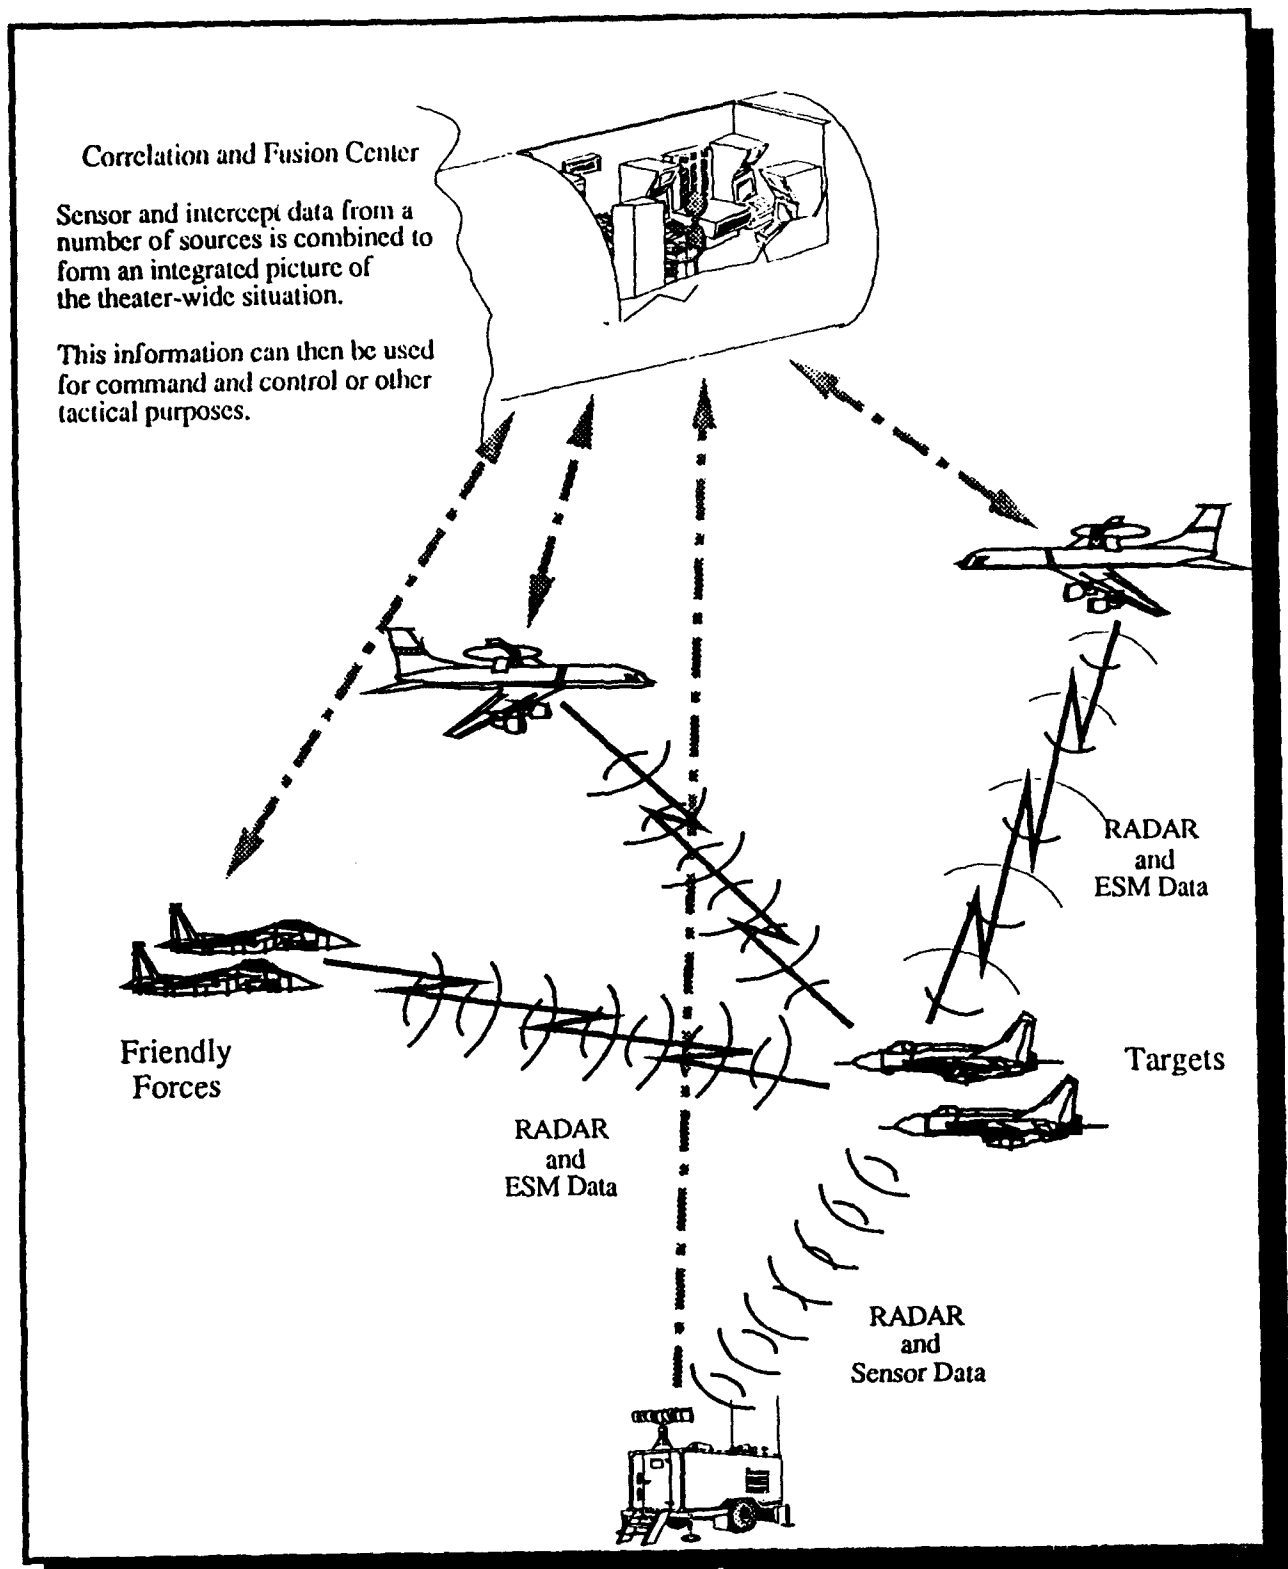 Correlation and Fusion Center
Sensor and intercept data from a
number of sources is combined to
form an integrated picture of
the theater-wide situation.
This information can then be used
for command and control or other
tactical purposes.
RADAR
and
ESM Data
Friendly
Forces
Targets
RADAR
and
ESM Data
RADAR
and
Sensor Data